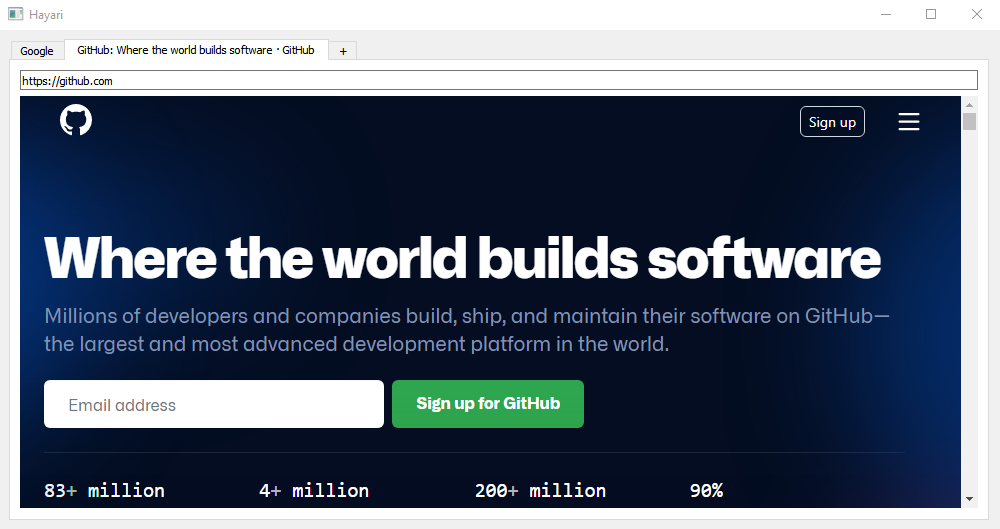 Hayari
Google
GitHub: Where the world builds software · GitHub
+
https://github.com
Sign up
Where the world builds software
Millions of developers and companies build, ship, and maintain their software on GitHub—
the largest and most advanced development platform in the world.
Email address
Sign up for GitHub
83+ million
4+ million
200+ million
90%